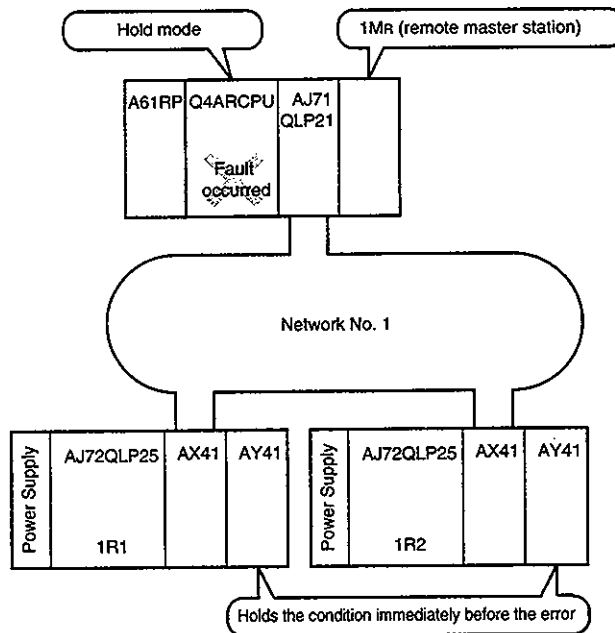 Hold mode
1MR (remote master station)
A61RP
Q4ARCPU
AJ71
QLP21
Fault
occurred
Network No. 1
Power Supply
AJ72QLP25
1R1
AX41
AY41
Power Supply
AJ72QLP25
1R2
AX41
AY41
Holds the condition immediately before the error